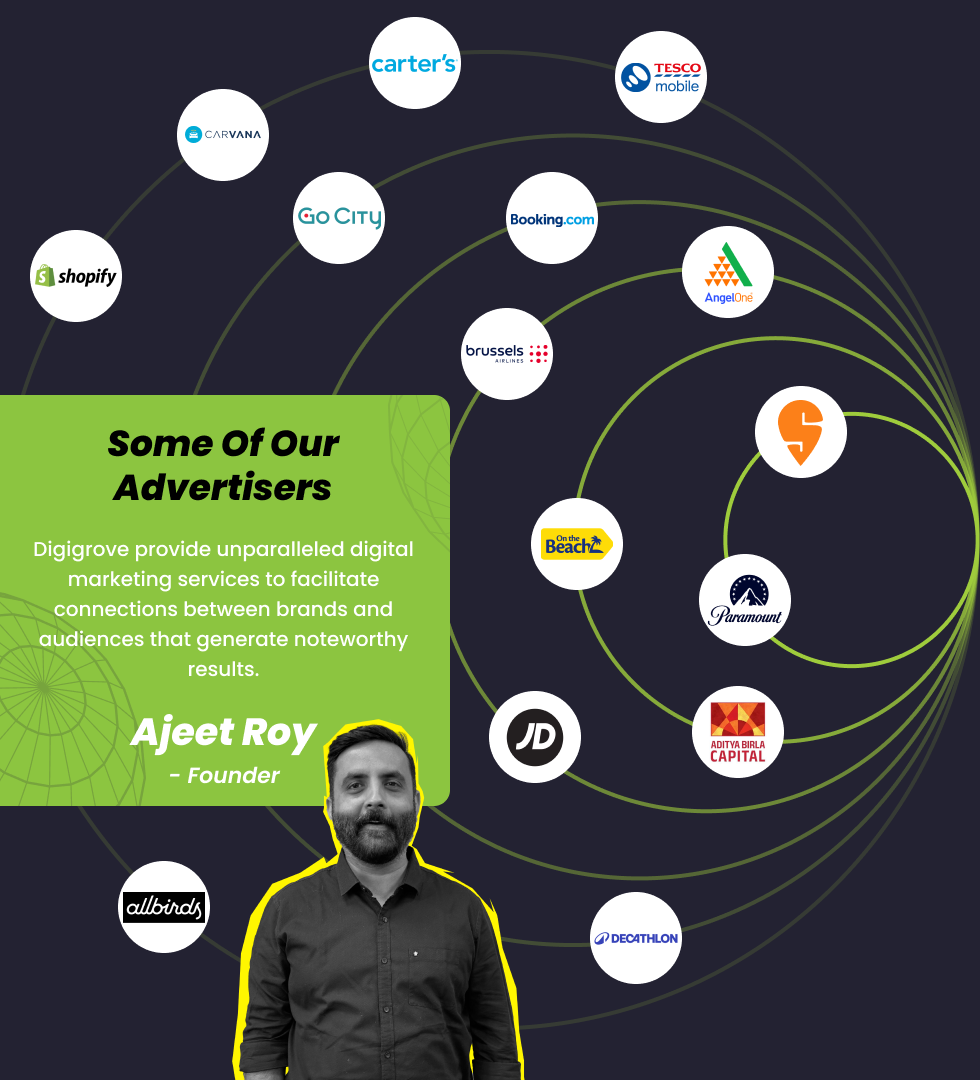 carter's
TESCO
mobile
CARVANA
GO CITY
Booking.com
shopify
S
AngelOne
brussels
AIRLINES
Some Of Our
Advertisers
Digigrove provide unparalleled digital
marketing services to facilitate
connections between brands and
audiences that generate noteworthy
results.
Ajeet Roy
- Founder
On the
Beach
Paramount
JD
ADITYA BIRLA
CAPITAL
allbirds
DECATHLON